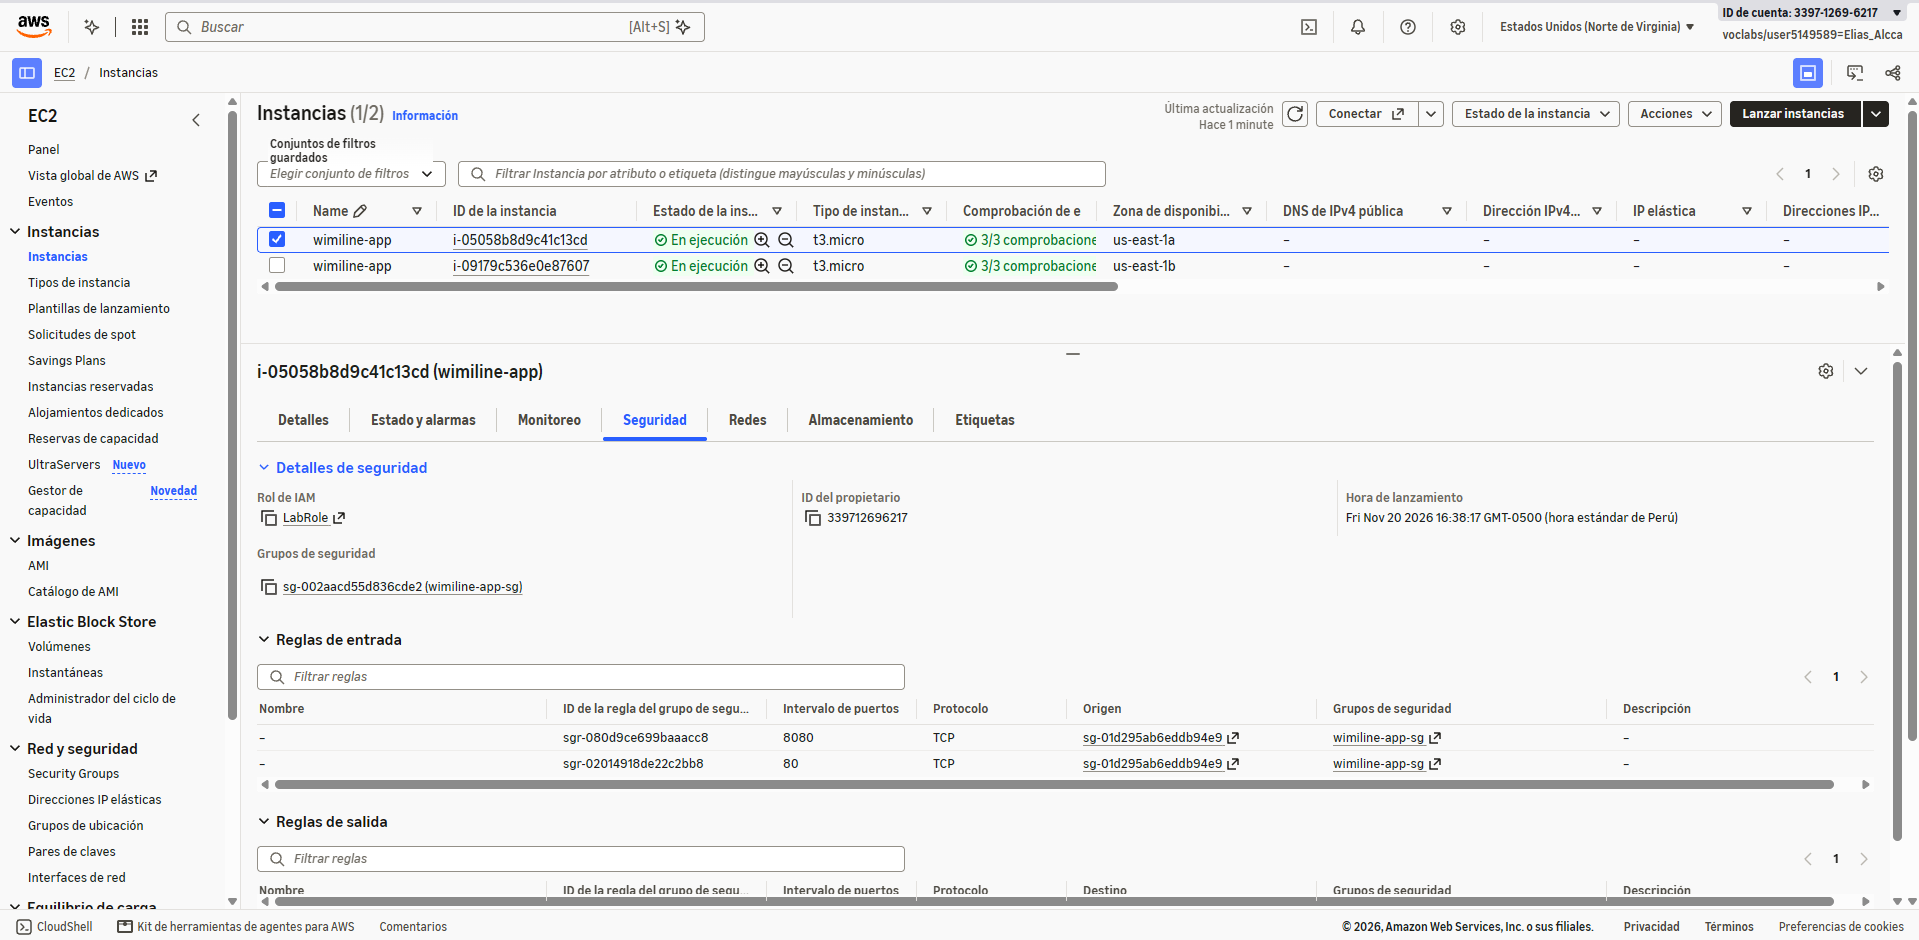 aws
Buscar [Alt+S]
Estados Unidos (Norte de Virginia)
ID de cuenta: 3397-1269-6217
voclabs/user5149589=Elias_Alcca
EC2 / Instancias
EC2
Panel
Vista global de AWS
Eventos
Instancias
Instancias
Tipos de instancia
Plantillas de lanzamiento
Solicitudes de spot
Savings Plans
Instancias reservadas
Alojamientos dedicados
Reservas de capacidad
UltraServers Nuevo
Gestor de capacidad Novedad
Imágenes
AMI
Catálogo de AMI
Elastic Block Store
Volúmenes
Instantáneas
Administrador del ciclo de
vida
Red y seguridad
Security Groups
Direcciones IP elásticas
Grupos de ubicación
Pares de claves
Interfaces de red
Equilibrio de carga
Instancias (1/2) Información
Última actualización
Hace 1 minute
Conectar
Estado de la instancia
Acciones
Lanzar instancias
Conjuntos de filtros
guardados
Elegir conjunto de filtros
Filtrar Instancia por atributo o etiqueta (distingue mayúsculas y minúsculas)
1
Name ID de la instancia Estado de la ins... Tipo de instan... Comprobación de e Zona de disponibi... DNS de IPv4 pública Dirección IPv4... IP elástica Direcciones IP...
wimiline-app i-05058b8d9c41c13cd En ejecución t3.micro 3/3 comprobacione us-east-1a – – – –
wimiline-app i-09179c536e0e87607 En ejecución t3.micro 3/3 comprobacione us-east-1b – – – –
i-05058b8d9c41c13cd (wimiline-app)
Detalles Estado y alarmas Monitoreo Seguridad Redes Almacenamiento Etiquetas
Detalles de seguridad
Rol de IAM
LabRole
ID del propietario
339712696217
Hora de lanzamiento
Fri Nov 20 2026 16:38:17 GMT-0500 (hora estándar de Perú)
Grupos de seguridad
sg-002aacd55d836cde2 (wimiline-app-sg)
Reglas de entrada
Filtrar reglas
1
Nombre ID de la regla del grupo de segu... Intervalo de puertos Protocolo Origen Grupos de seguridad Descripción
– sgr-080d9ce699baaacc8 8080 TCP sg-01d295ab6eddb94e9 wimiline-app-sg –
– sgr-02014918de22c2bb8 80 TCP sg-01d295ab6eddb94e9 wimiline-app-sg –
Reglas de salida
Filtrar reglas
1
Nombre ID de la regla del grupo de segu... Intervalo de puertos Protocolo Destino Grupos de seguridad Descripción
CloudShell Kit de herramientas de agentes para AWS Comentarios
© 2026, Amazon Web Services, Inc. o sus filiales. Privacidad Términos Preferencias de cookies